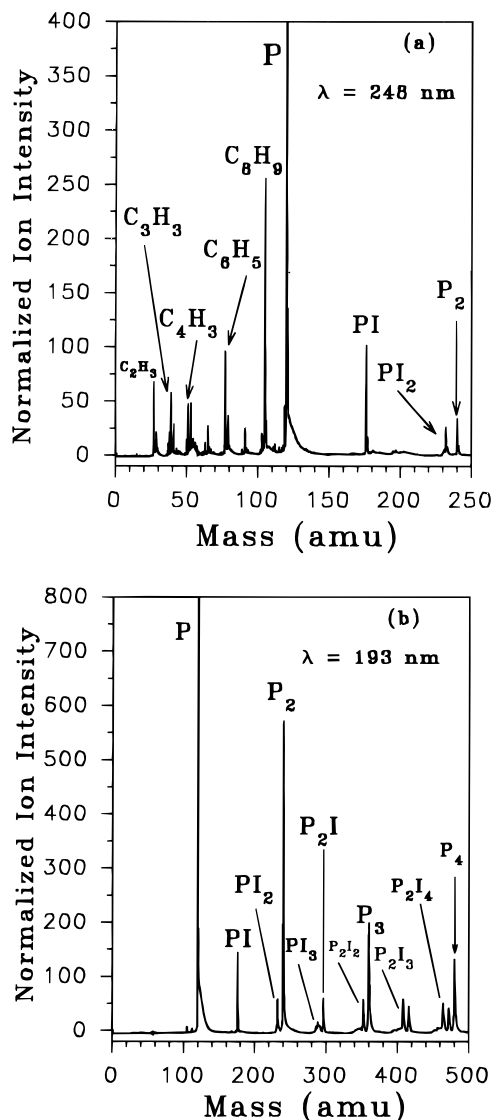 (a)
λ = 248 nm
P
C₈H₉
C₃H₃
C₆H₅
C₄H₃
C₂H₃
PI
PI₂
P₂
400
350
300
250
200
150
100
50
0
Normalized Ion Intensity
0 50 100 150 200 250
Mass (amu)
(b)
λ = 193 nm
P
P₂
P₂I
PI₂
PI
PI₃
P₂I₂
P₃
P₂I₃
P₂I₄
P₄
800
700
600
500
400
300
200
100
0
Normalized Ion Intensity
0 100 200 300 400 500
Mass (amu)